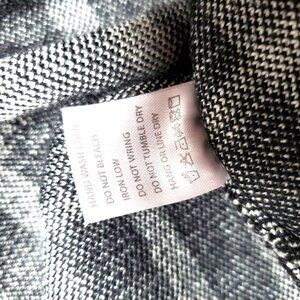 HAND WASH COLD
DO NOT BLEACH
IRON LOW
DO NOT WRING
DO NOT TUMBLE DRY
HANG OR LINE DRY